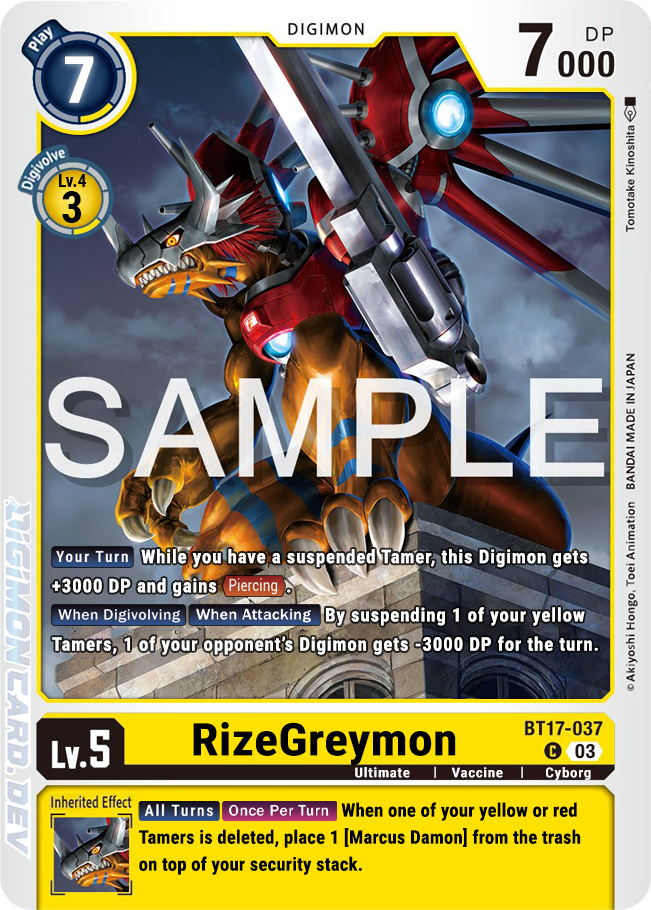 Play
7
DIGIMON
DP
7000
Digivolve
Lv.4
3
Tomotake Kinoshita
SAMPLE
© Akiyoshi Hongo, Toei Animation BANDAI MADE IN JAPAN
Your Turn While you have a suspended Tamer, this Digimon gets
+3000 DP and gains Piercing.
When Digivolving When Attacking By suspending 1 of your yellow
Tamers, 1 of your opponent's Digimon gets -3000 DP for the turn.
DIGIMONCARD.DEV
Lv.5
RizeGreymon
BT17-037
C 03
Ultimate | Vaccine | Cyborg
Inherited Effect
All Turns Once Per Turn When one of your yellow or red
Tamers is deleted, place 1 [Marcus Damon] from the trash
on top of your security stack.